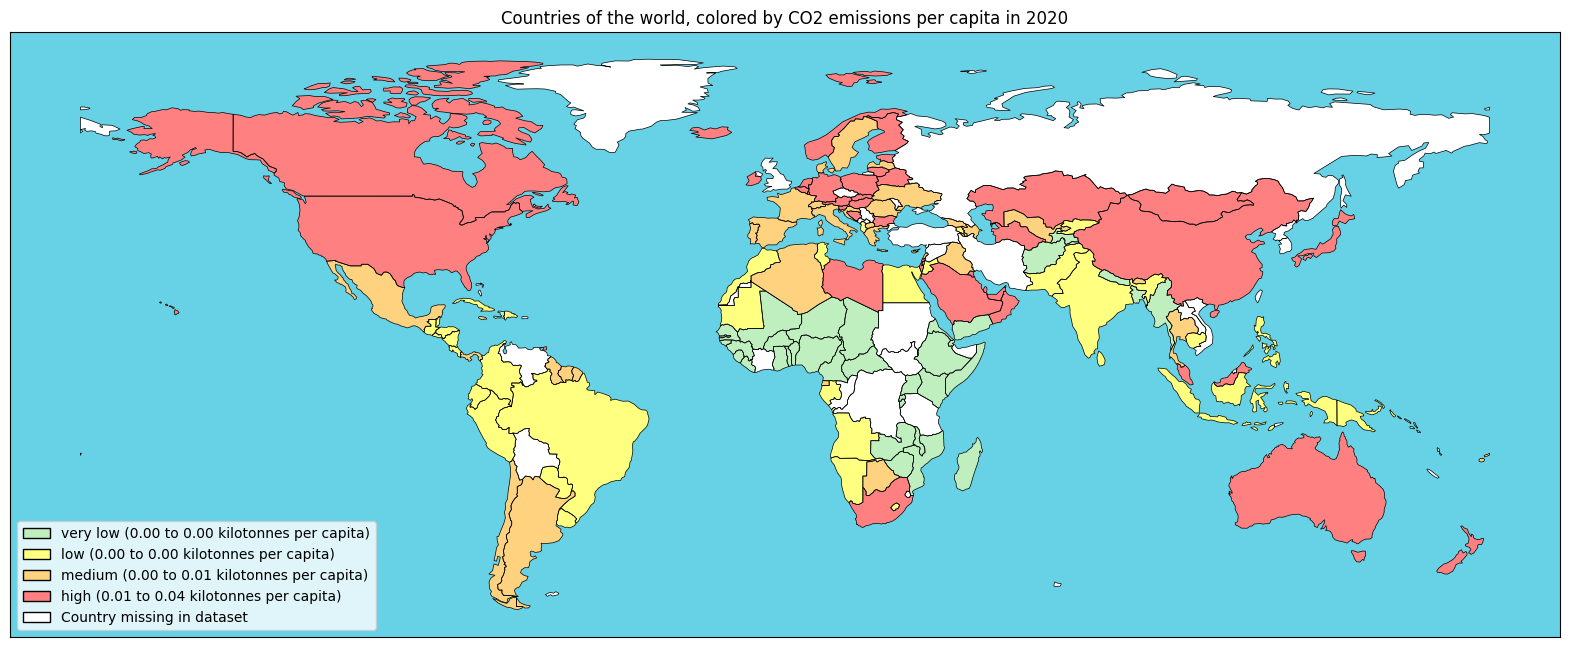 Countries of the world, colored by CO2 emissions per capita in 2020
very low (0.00 to 0.00 kilotonnes per capita)
low (0.00 to 0.00 kilotonnes per capita)
medium (0.00 to 0.01 kilotonnes per capita)
high (0.01 to 0.04 kilotonnes per capita)
Country missing in dataset